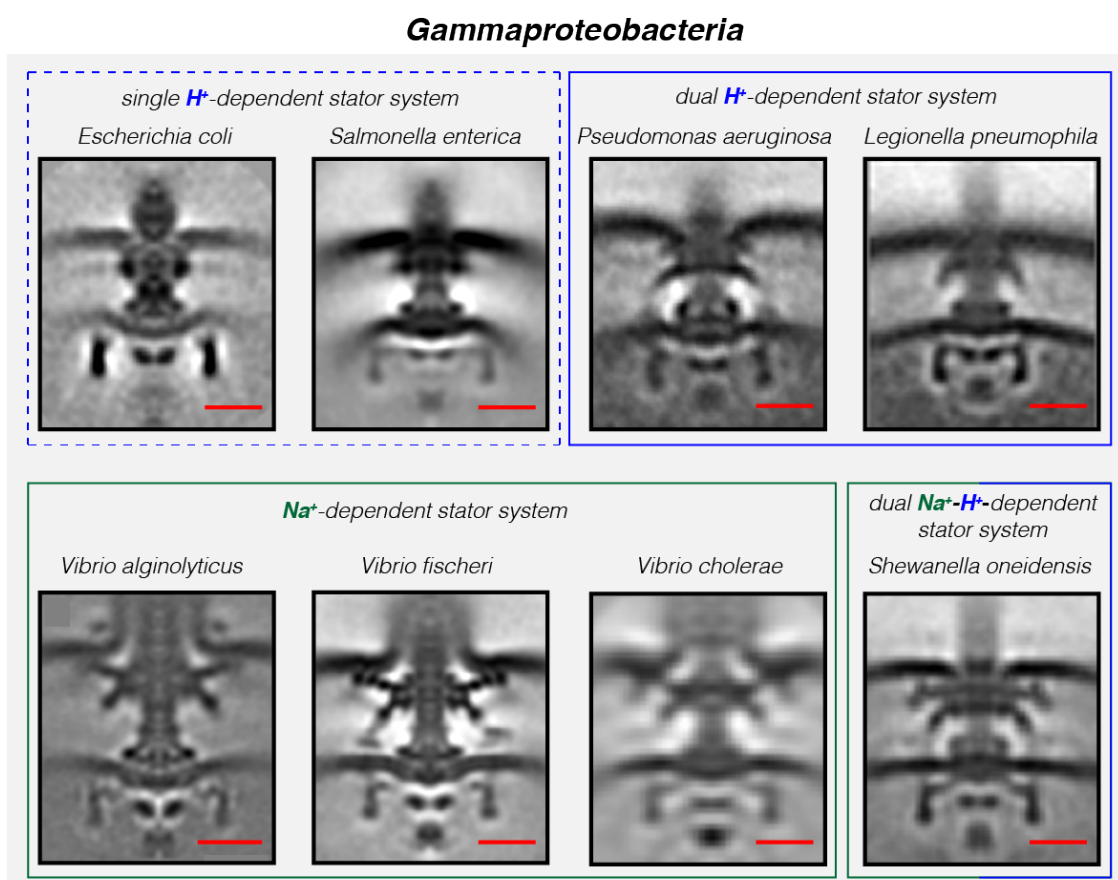 Gammaproteobacteria
single H⁺-dependent stator system
Escherichia coli
Salmonella enterica
dual H⁺-dependent stator system
Pseudomonas aeruginosa
Legionella pneumophila
Na⁺-dependent stator system
Vibrio alginolyticus
Vibrio fischeri
Vibrio cholerae
dual Na⁺-H⁺-dependent
stator system
Shewanella oneidensis